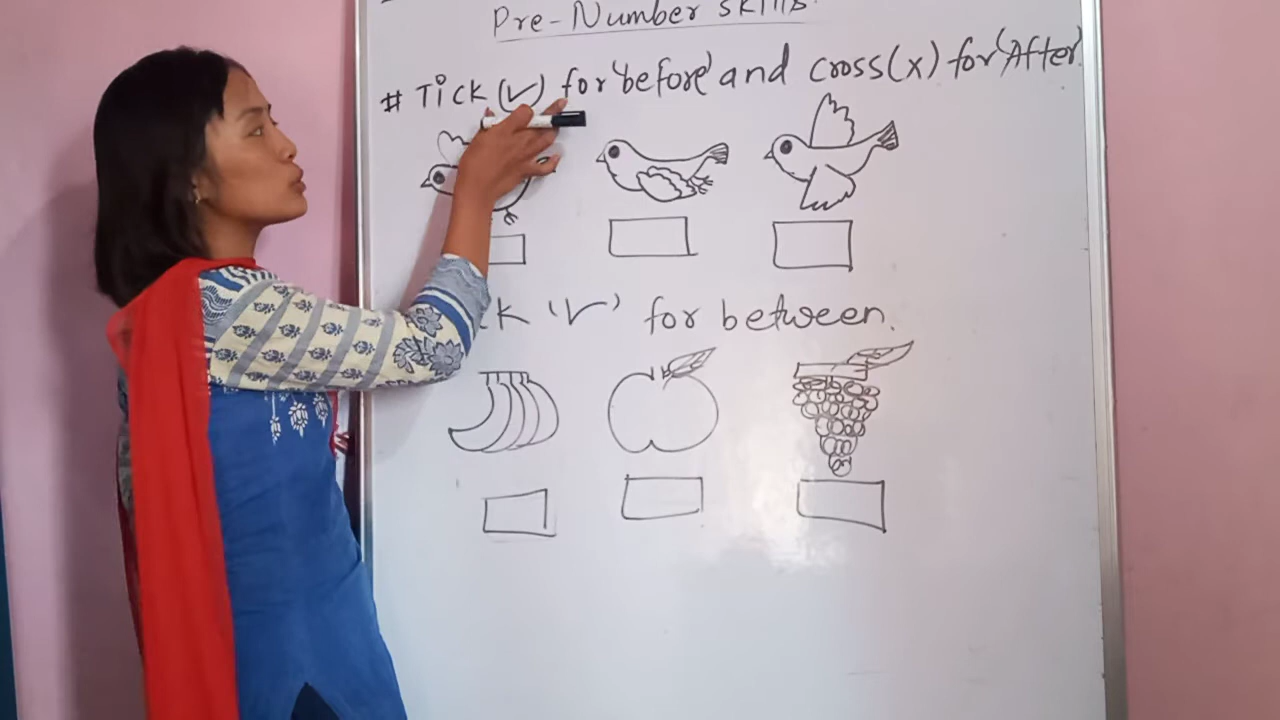 Pre-Number Skills
# Tick (✓) for 'before' and cross(x) for 'After'.
'✓' for between.